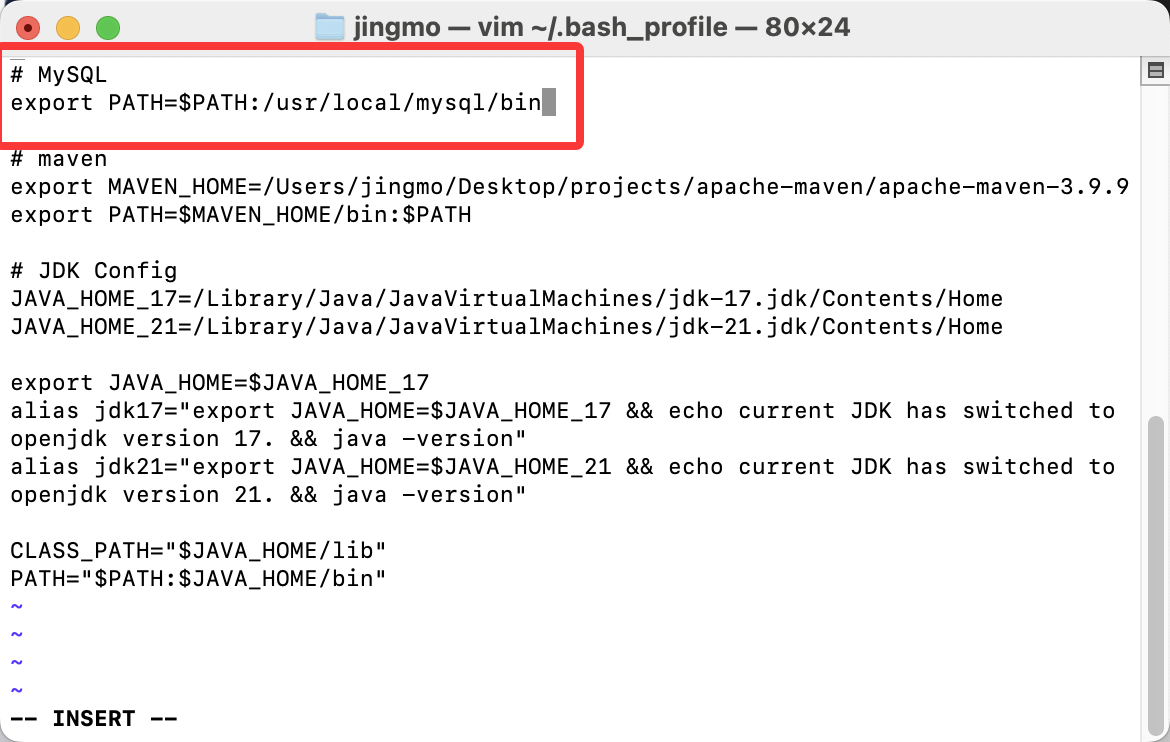 jingmo — vim ~/.bash_profile — 80×24
# MySQL
export PATH=$PATH:/usr/local/mysql/bin
# maven
export MAVEN_HOME=/Users/jingmo/Desktop/projects/apache-maven/apache-maven-3.9.9
export PATH=$MAVEN_HOME/bin:$PATH
# JDK Config
JAVA_HOME_17=/Library/Java/JavaVirtualMachines/jdk-17.jdk/Contents/Home
JAVA_HOME_21=/Library/Java/JavaVirtualMachines/jdk-21.jdk/Contents/Home
export JAVA_HOME=$JAVA_HOME_17
alias jdk17="export JAVA_HOME=$JAVA_HOME_17 && echo current JDK has switched to
openjdk version 17. && java -version"
alias jdk21="export JAVA_HOME=$JAVA_HOME_21 && echo current JDK has switched to
openjdk version 21. && java -version"
CLASS_PATH="$JAVA_HOME/lib"
PATH="$PATH:$JAVA_HOME/bin"
~
~
~
~
-- INSERT --